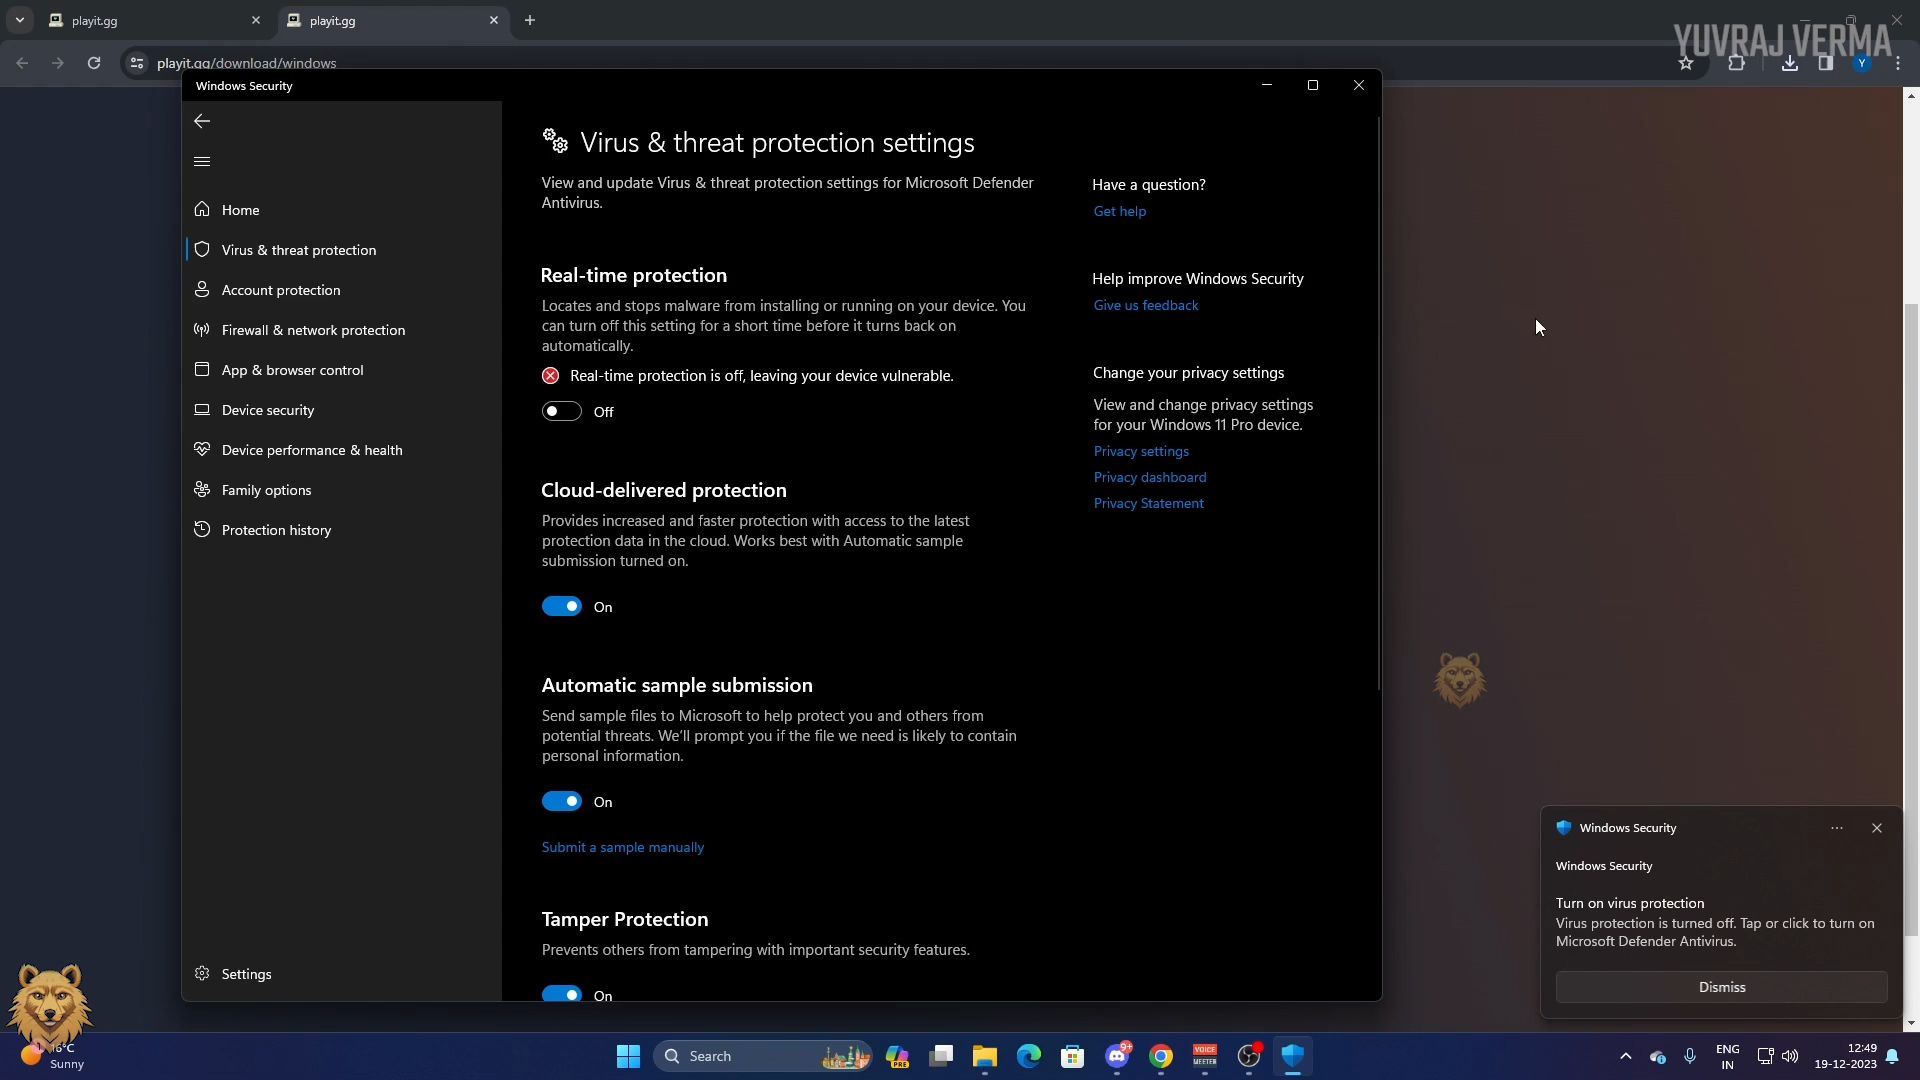 playit.gg
playit.gg
YUVRAJ VERMA
playit.gg/download/windows
Y
Windows Security
Home
Virus & threat protection
Account protection
Firewall & network protection
App & browser control
Device security
Device performance & health
Family options
Protection history
Settings
Virus & threat protection settings
View and update Virus & threat protection settings for Microsoft Defender
Antivirus.
Real-time protection
Locates and stops malware from installing or running on your device. You
can turn off this setting for a short time before it turns back on
automatically.
Real-time protection is off, leaving your device vulnerable.
Off
Cloud-delivered protection
Provides increased and faster protection with access to the latest
protection data in the cloud. Works best with Automatic sample
submission turned on.
On
Automatic sample submission
Send sample files to Microsoft to help protect you and others from
potential threats. We'll prompt you if the file we need is likely to contain
personal information.
On
Submit a sample manually
Tamper Protection
Prevents others from tampering with important security features.
On
Have a question?
Get help
Help improve Windows Security
Give us feedback
Change your privacy settings
View and change privacy settings
for your Windows 11 Pro device.
Privacy settings
Privacy dashboard
Privacy Statement
Windows Security
Windows Security
Turn on virus protection
Virus protection is turned off. Tap or click to turn on
Microsoft Defender Antivirus.
Dismiss
Sunny
Search
PRE
9+
VOICE
MEETER
ENG
IN
12:49
19-12-2023